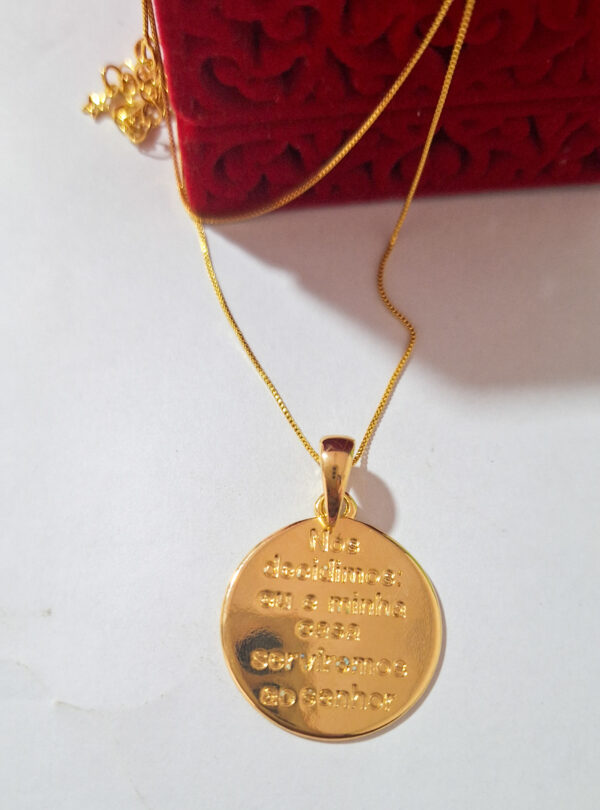 Nós
decidimos:
eu e minha
casa
serviremos
ao senhor